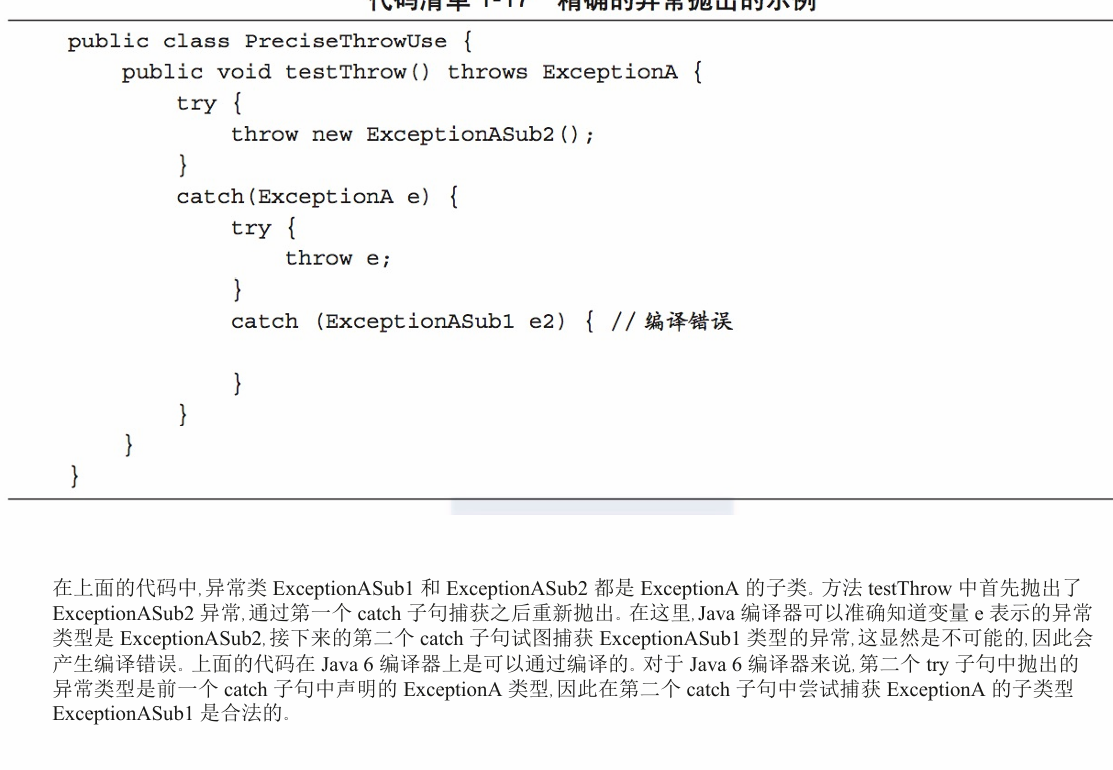 代码清单 1-17 精确的异常抛出的示例
public class PreciseThrowUse {
public void testThrow() throws ExceptionA {
try {
throw new ExceptionASub2();
}
catch(ExceptionA e) {
try {
throw e;
}
catch (ExceptionASub1 e2) { // 编译错误
}
}
}
}
在上面的代码中,异常类 ExceptionASub1 和 ExceptionASub2 都是 ExceptionA 的子类。方法 testThrow 中首先抛出了
ExceptionASub2 异常,通过第一个 catch 子句捕获之后重新抛出。在这里,Java 编译器可以准确知道变量 e 表示的异常
类型是 ExceptionASub2,接下来的第二个 catch 子句试图捕获 ExceptionASub1 类型的异常,这显然是不可能的,因此会
产生编译错误。上面的代码在 Java 6 编译器上是可以通过编译的。对于 Java 6 编译器来说,第二个 try 子句中抛出的
异常类型是前一个 catch 子句中声明的 ExceptionA 类型,因此在第二个 catch 子句中尝试捕获 ExceptionA 的子类型
ExceptionASub1 是合法的。